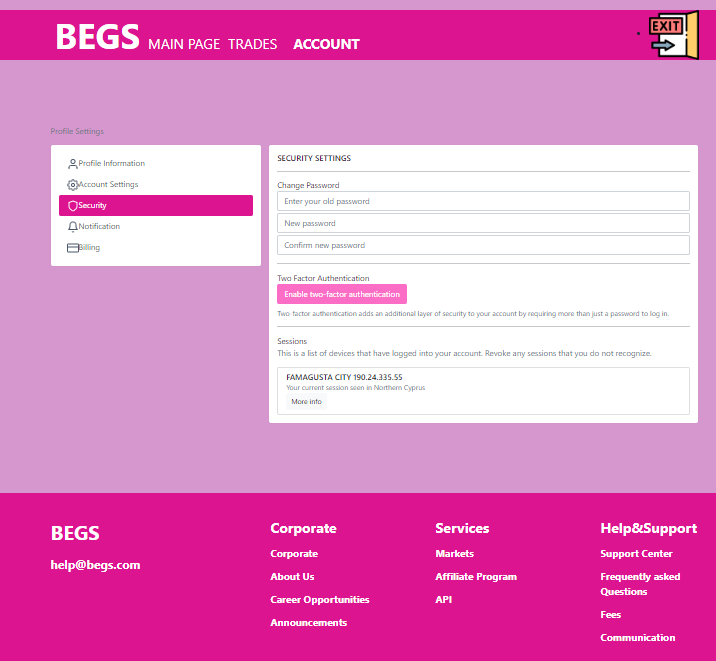 BEGS MAIN PAGE TRADES ACCOUNT
EXIT
Profile Settings
Profile Information
Account Settings
Security
Notification
Billing
SECURITY SETTINGS
Change Password
Enter your old password
New password
Confirm new password
Two Factor Authentication
Enable two-factor authentication
Two-factor authentication adds an additional layer of security to your account by requiring more than just a password to log in.
Sessions
This is a list of devices that have logged into your account. Revoke any sessions that you do not recognize.
FAMAGUSTA CITY 190.24.335.55
Your current session seen in Northern Cyprus
More info
BEGS
help@begs.com
Corporate
Corporate
About Us
Career Opportunities
Announcements
Services
Markets
Affiliate Program
API
Help&Support
Support Center
Frequently asked
Questions
Fees
Communication